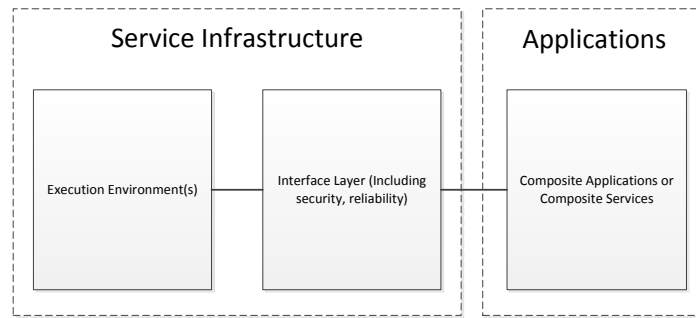 Service Infrastructure
Applications
Execution Environment(s)
Interface Layer (Including
security, reliability)
Composite Applications or
Composite Services